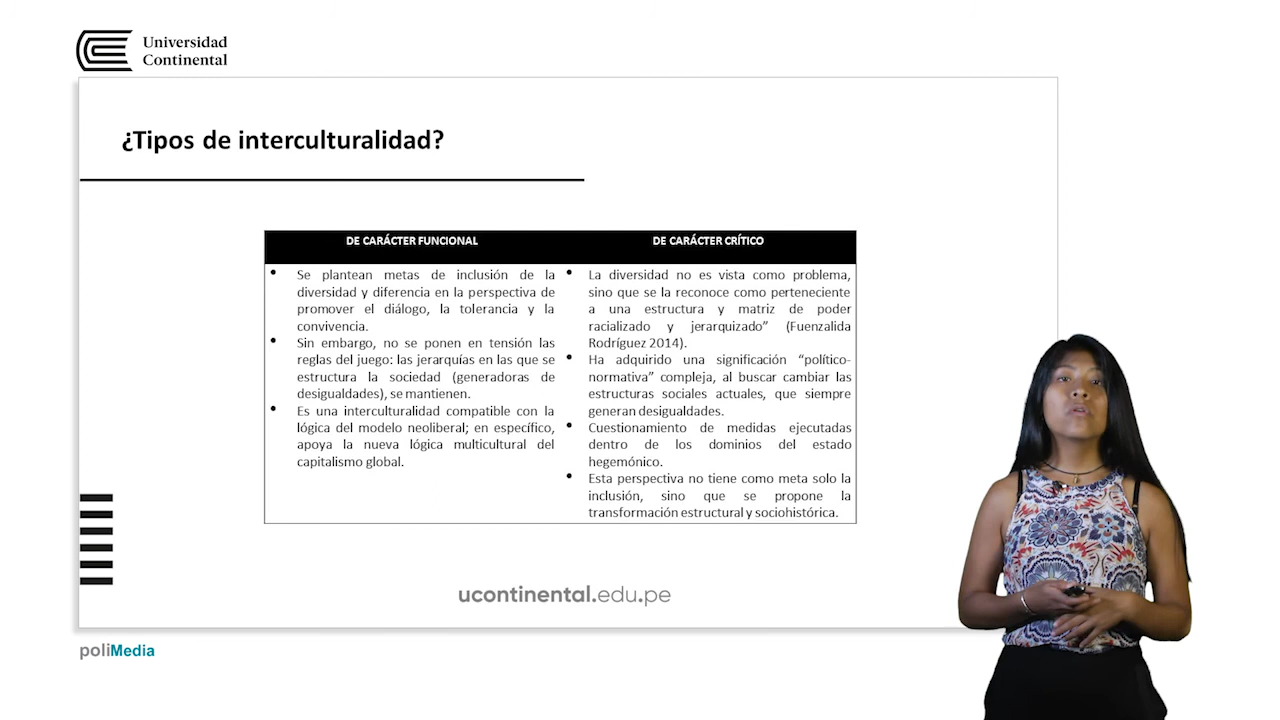 Universidad
Continental
¿Tipos de interculturalidad?
DE CARÁCTER FUNCIONAL
• Se plantean metas de inclusión de la
diversidad y diferencia en la perspectiva de
promover el diálogo, la tolerancia y la
convivencia.
• Sin embargo, no se ponen en tensión las
reglas del juego: las jerarquías en las que se
estructura la sociedad (generadoras de
desigualdades), se mantienen.
• Es una interculturalidad compatible con la
lógica del modelo neoliberal; en específico,
apoya la nueva lógica multicultural del
capitalismo global.
DE CARÁCTER CRÍTICO
• La diversidad no es vista como problema,
sino que se la reconoce como perteneciente
a una estructura y matriz de poder
racializado y jerarquizado” (Fuenzalida
Rodríguez 2014).
• Ha adquirido una significación “político-
normativa” compleja, al buscar cambiar las
estructuras sociales actuales, que siempre
generan desigualdades.
• Cuestionamiento de medidas ejecutadas
dentro de los dominios del estado
hegemónico.
• Esta perspectiva no tiene como meta solo la
inclusión, sino que se propone la
transformación estructural y sociohistórica.
ucontinental.edu.pe
poliMedia